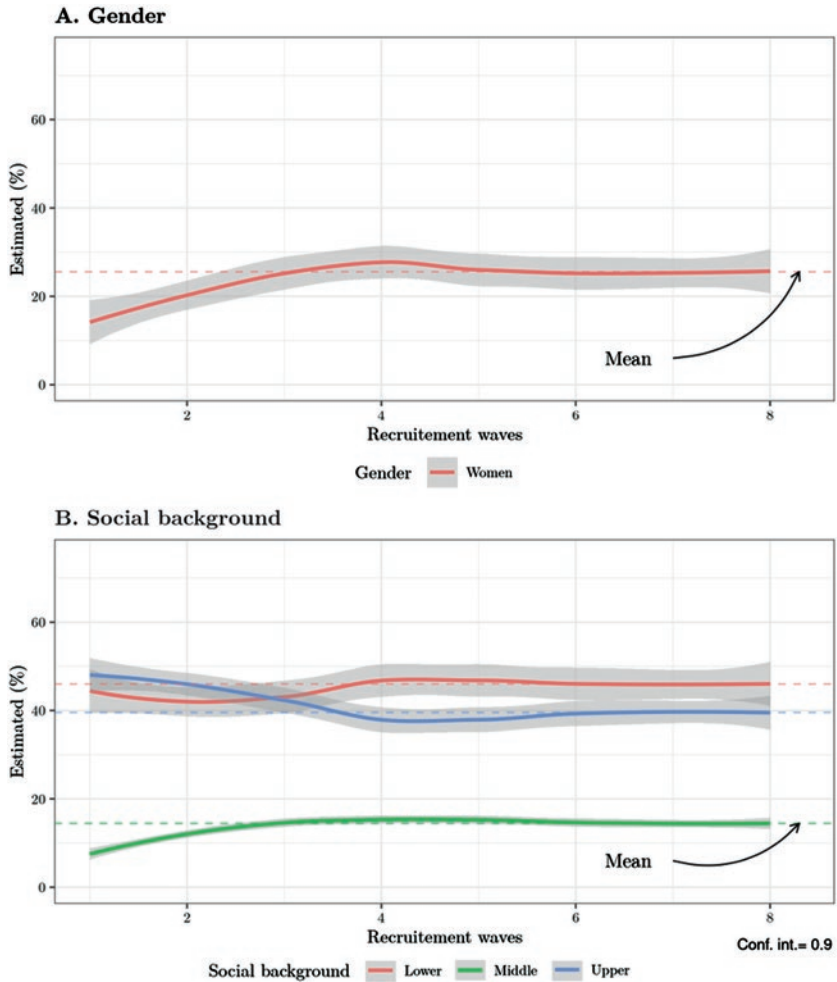 A. Gender
Estimated (%)
60
40
20
0
Mean
2 4 6 8
Recruitement waves
Gender Women
B. Social background
Estimated (%)
60
40
20
0
Mean
2 4 6 8
Recruitement waves
Conf. int.= 0.9
Social background Lower Middle Upper